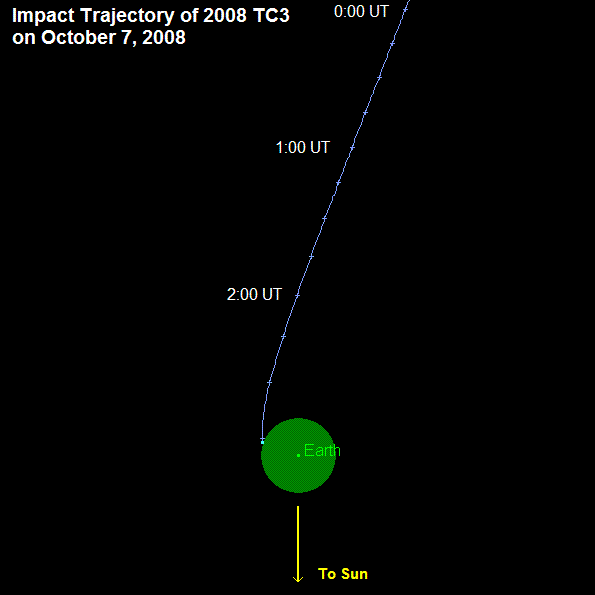 Impact Trajectory of 2008 TC3
on October 7, 2008
0:00 UT
1:00 UT
2:00 UT
Earth
To Sun